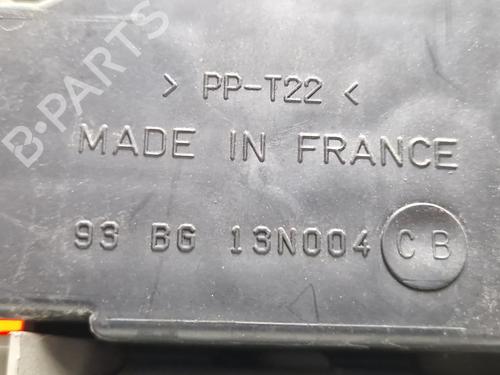 > PP-T22 <
MADE IN FRANCE
93 BG 13N004 CB
B-PARTS